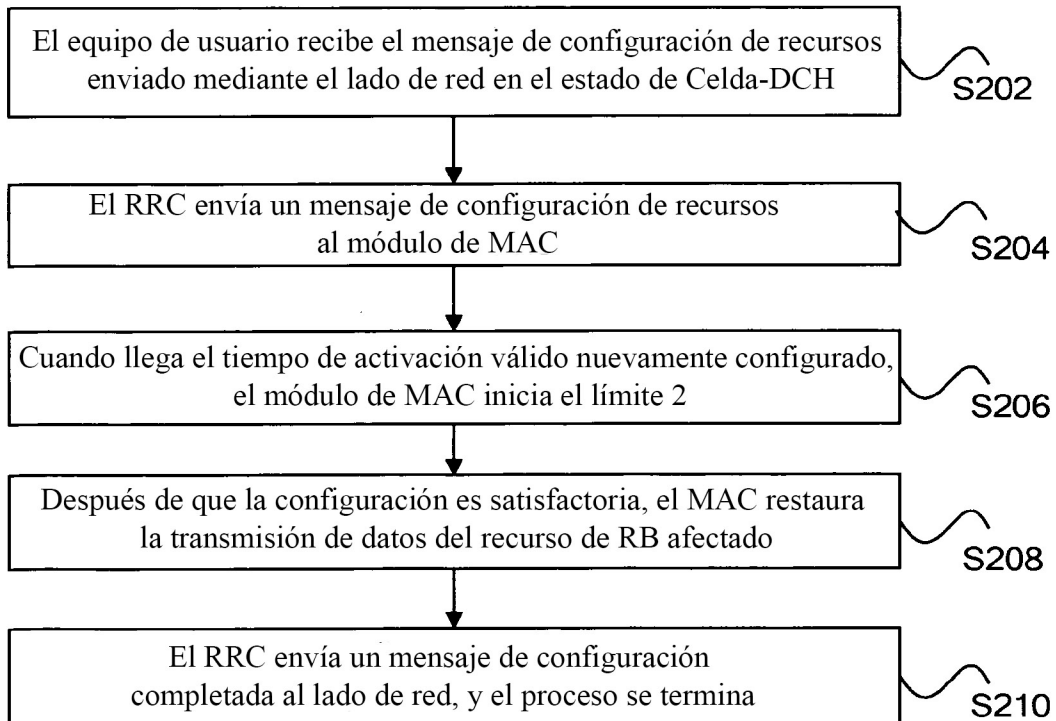 El equipo de usuario recibe el mensaje de configuración de recursos
enviado mediante el lado de red en el estado de Celda-DCH
S202
El RRC envía un mensaje de configuración de recursos
al módulo de MAC
S204
Cuando llega el tiempo de activación válido nuevamente configurado,
el módulo de MAC inicia el límite 2
S206
Después de que la configuración es satisfactoria, el MAC restaura
la transmisión de datos del recurso de RB afectado
S208
El RRC envía un mensaje de configuración
completada al lado de red, y el proceso se termina
S210